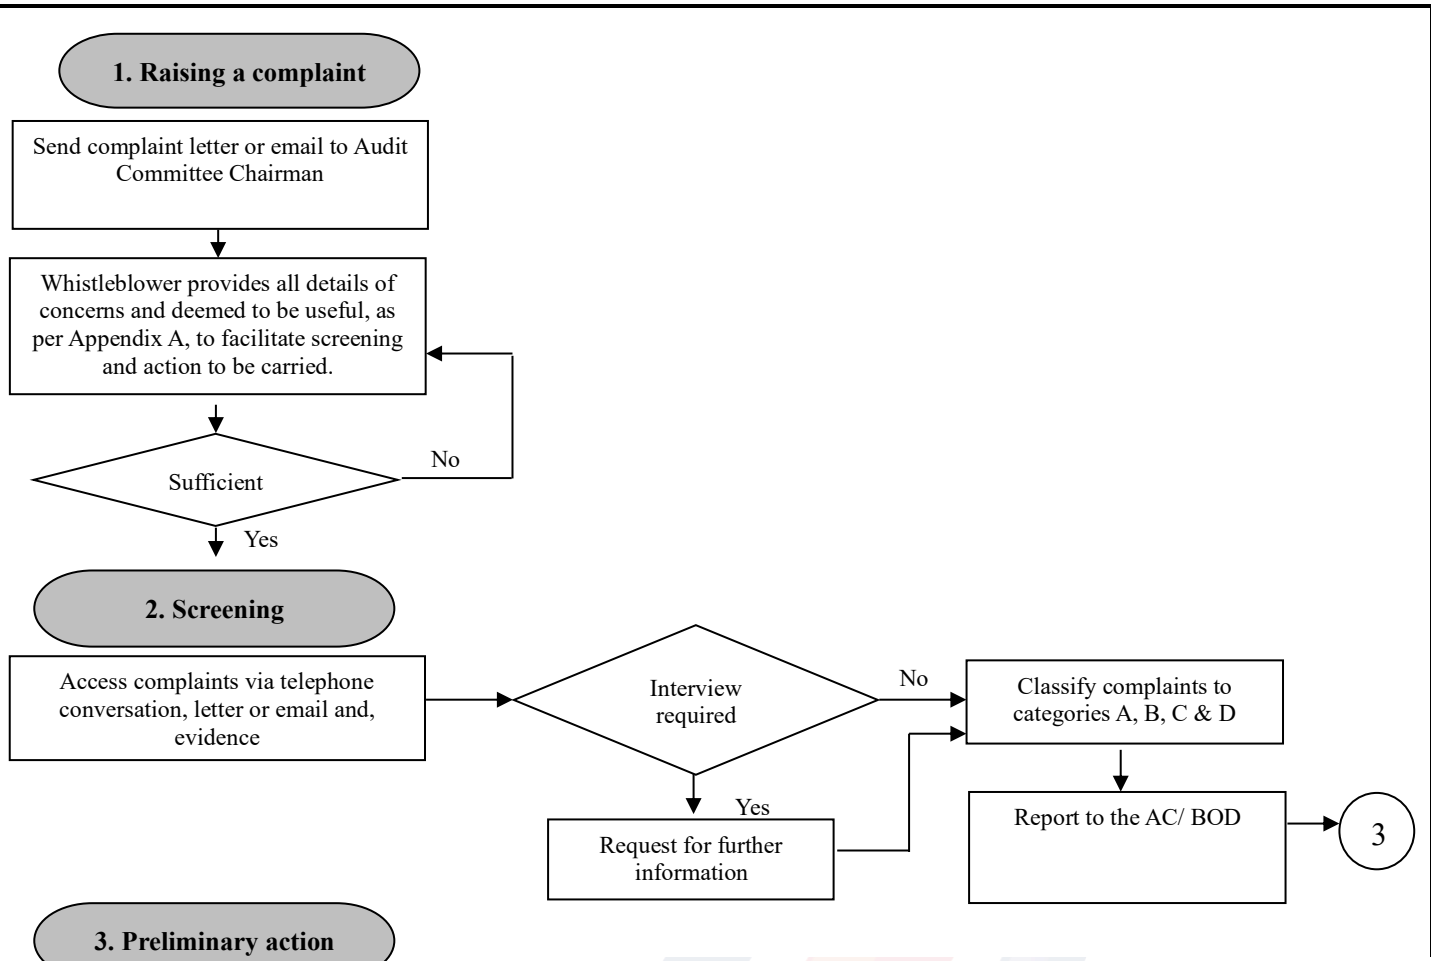 1. Raising a complaint
Send complaint letter or email to Audit
Committee Chairman
Whistleblower provides all details of
concerns and deemed to be useful, as
per Appendix A, to facilitate screening
and action to be carried.
Sufficient
No
Yes
2. Screening
Access complaints via telephone
conversation, letter or email and,
evidence
Interview
required
No
Yes
Request for further
information
Classify complaints to
categories A, B, C & D
Report to the AC/ BOD
3
3. Preliminary action